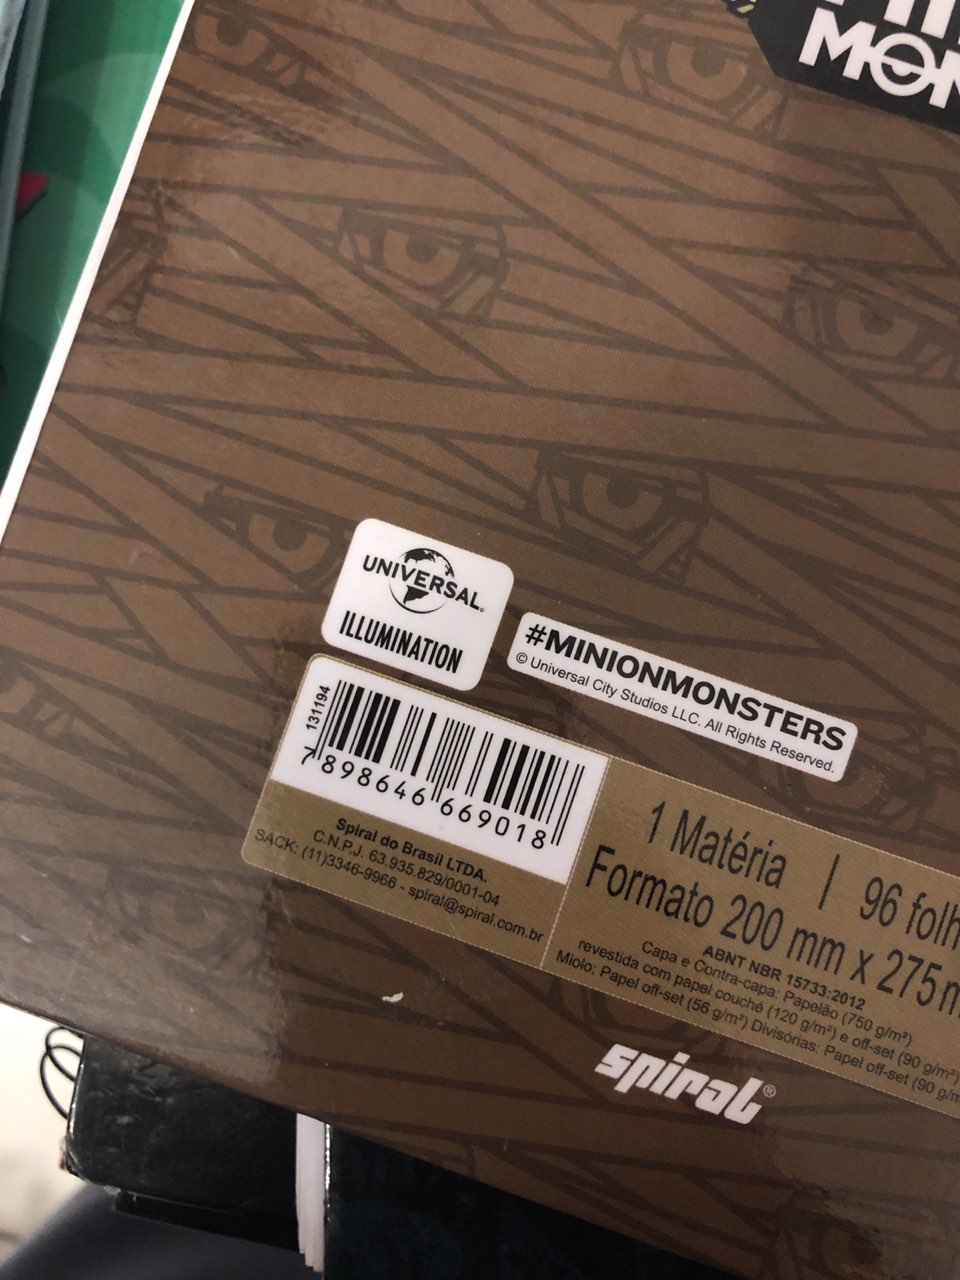 MON
UNIVERSAL
ILLUMINATION
#MINIONMONSTERS
© Universal City Studios LLC. All Rights Reserved.
131194
7 898646 669018
Spiral do Brasil LTDA.
C.N.P.J. 63.935.829/0001-04
SACK: (11)3346-9966 - spiral@spiral.com.br
1 Matéria | 96 folh
Formato 200 mm x 275m
ABNT NBR 15733:2012
Capa e Contra-capa: Papelão (750 g/m²)
revestida com papel couché (120 g/m²) e off-set (90 g/m²)
Miolo: Papel off-set (56 g/m²) Divisórias: Papel off-set (90 g/m
spiral®